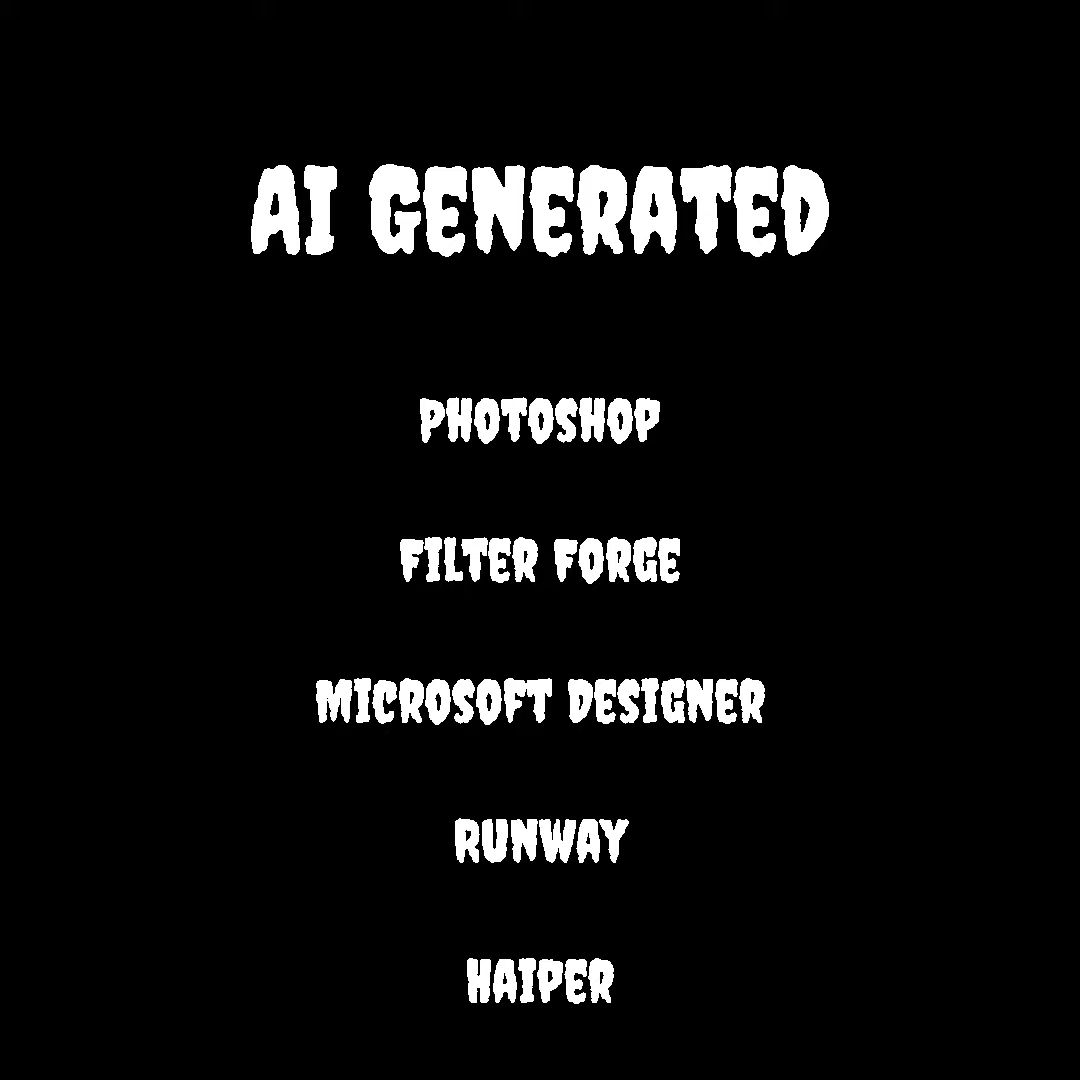 AI GENERATED
PHOTOSHOP
FILTER FORGE
MICROSOFT DESIGNER
RUNWAY
HAIPER